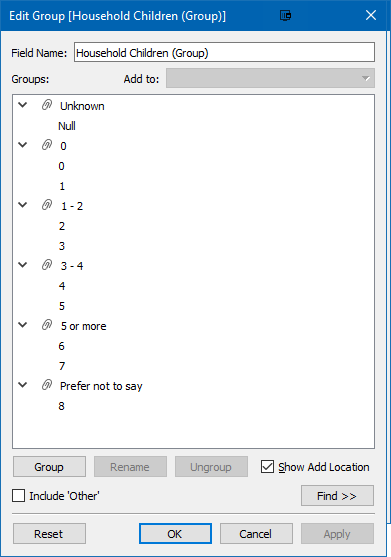 Edit Group [Household Children (Group)]
Field Name: Household Children (Group)
Groups: Add to:
Unknown
Null
0
0
1
1 - 2
2
3
3 - 4
4
5
5 or more
6
7
Prefer not to say
8
Group Rename Ungroup Show Add Location
Include 'Other' Find >>
Reset OK Cancel Apply